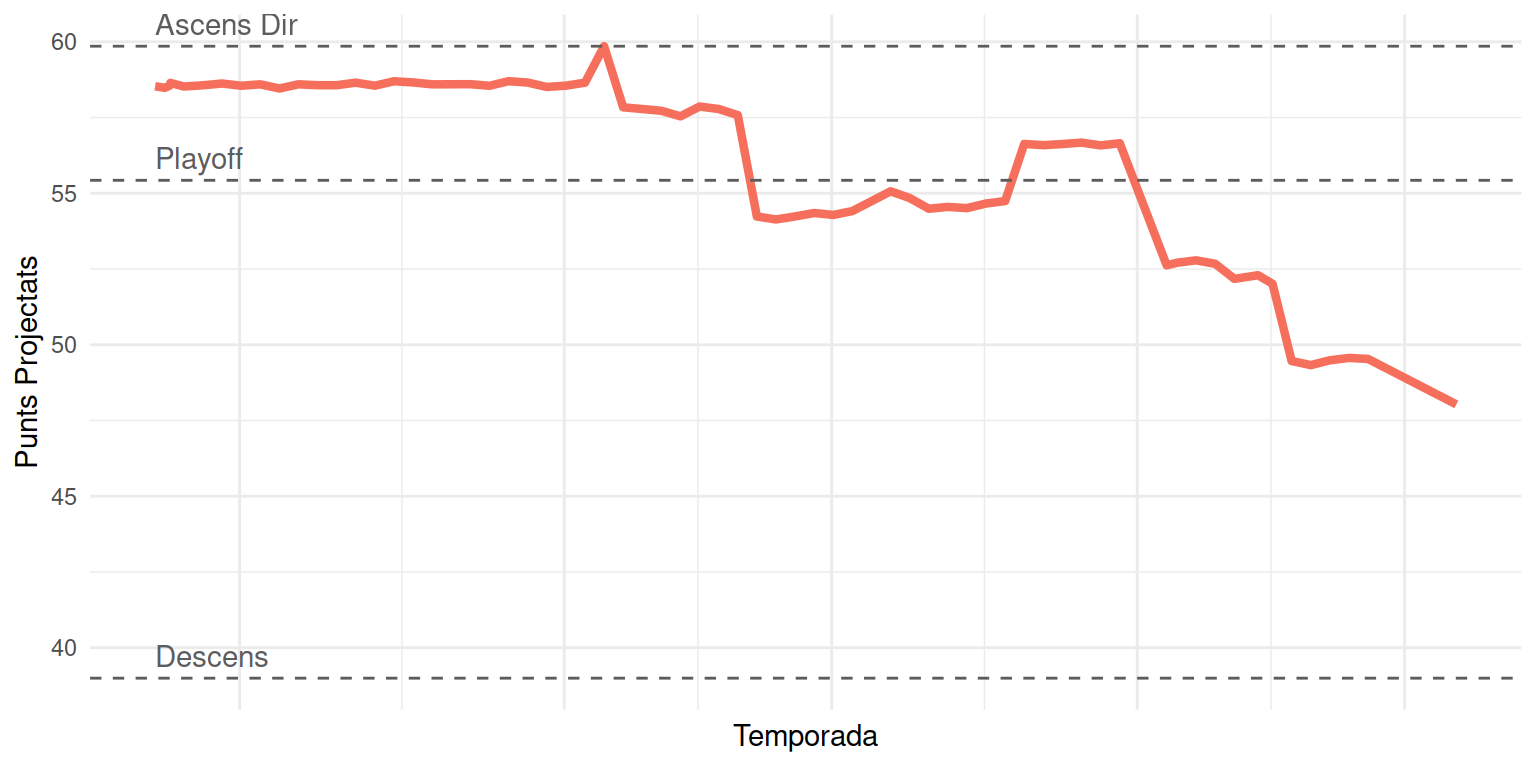 Ascens Dir
60
Playoff
55
50
45
40
Descens
Punts Projectats
Temporada